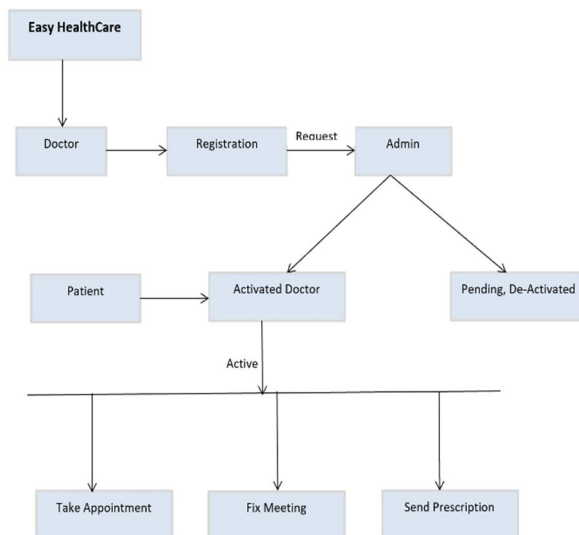 Easy HealthCare
Doctor
Registration
Request
Admin
Patient
Activated Doctor
Pending, De-Activated
Active
Take Appointment
Fix Meeting
Send Prescription